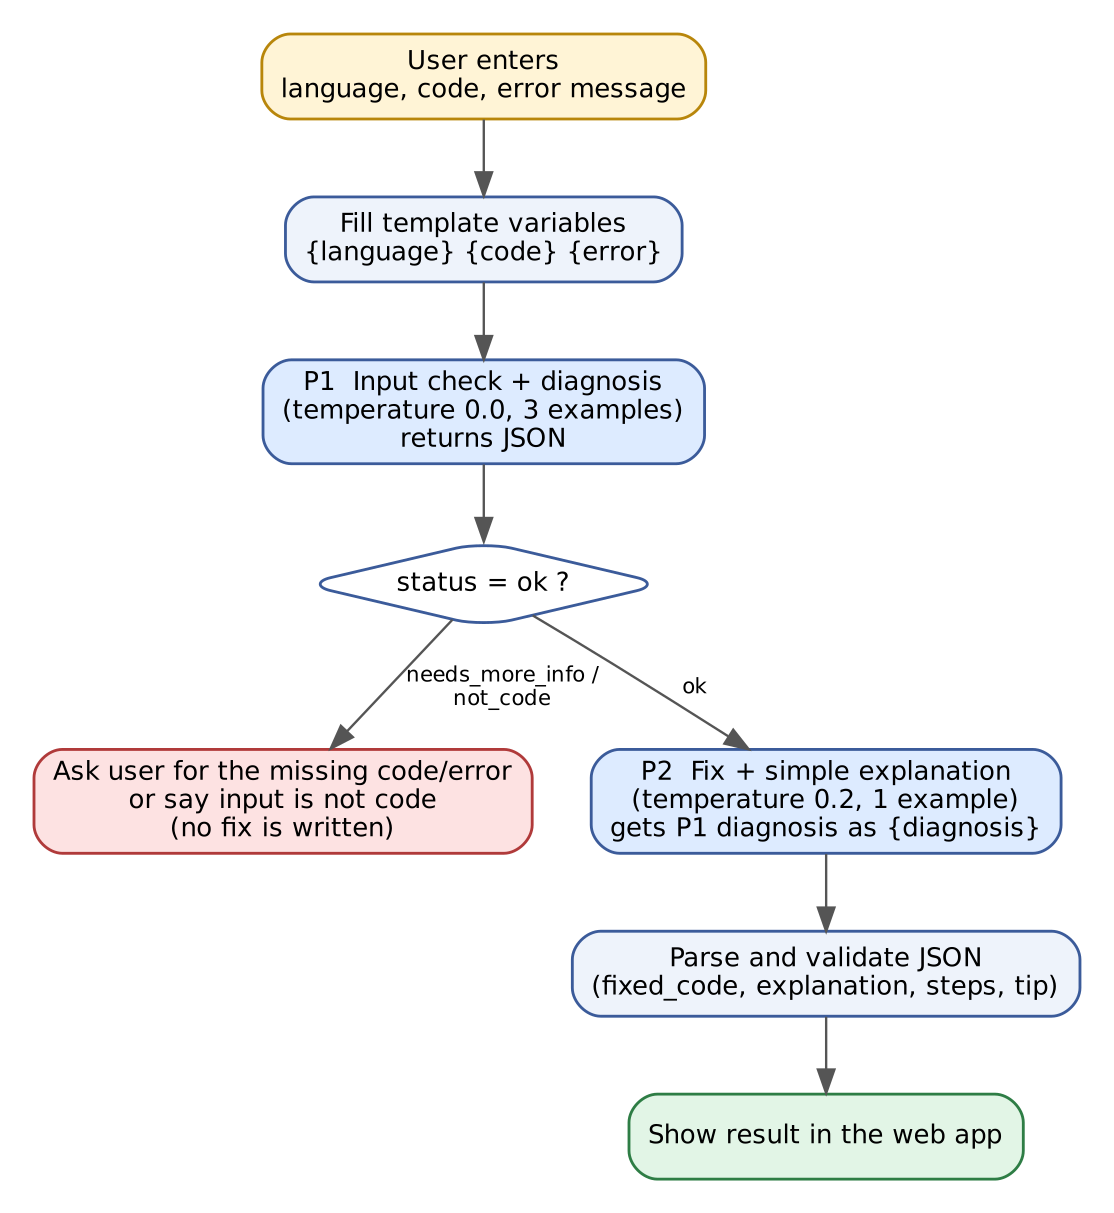 User enters
language, code, error message
Fill template variables
{language} {code} {error}
P1  Input check + diagnosis
(temperature 0.0, 3 examples)
returns JSON
status = ok ?
needs_more_info /
not_code
ok
Ask user for the missing code/error
or say input is not code
(no fix is written)
P2  Fix + simple explanation
(temperature 0.2, 1 example)
gets P1 diagnosis as {diagnosis}
Parse and validate JSON
(fixed_code, explanation, steps, tip)
Show result in the web app